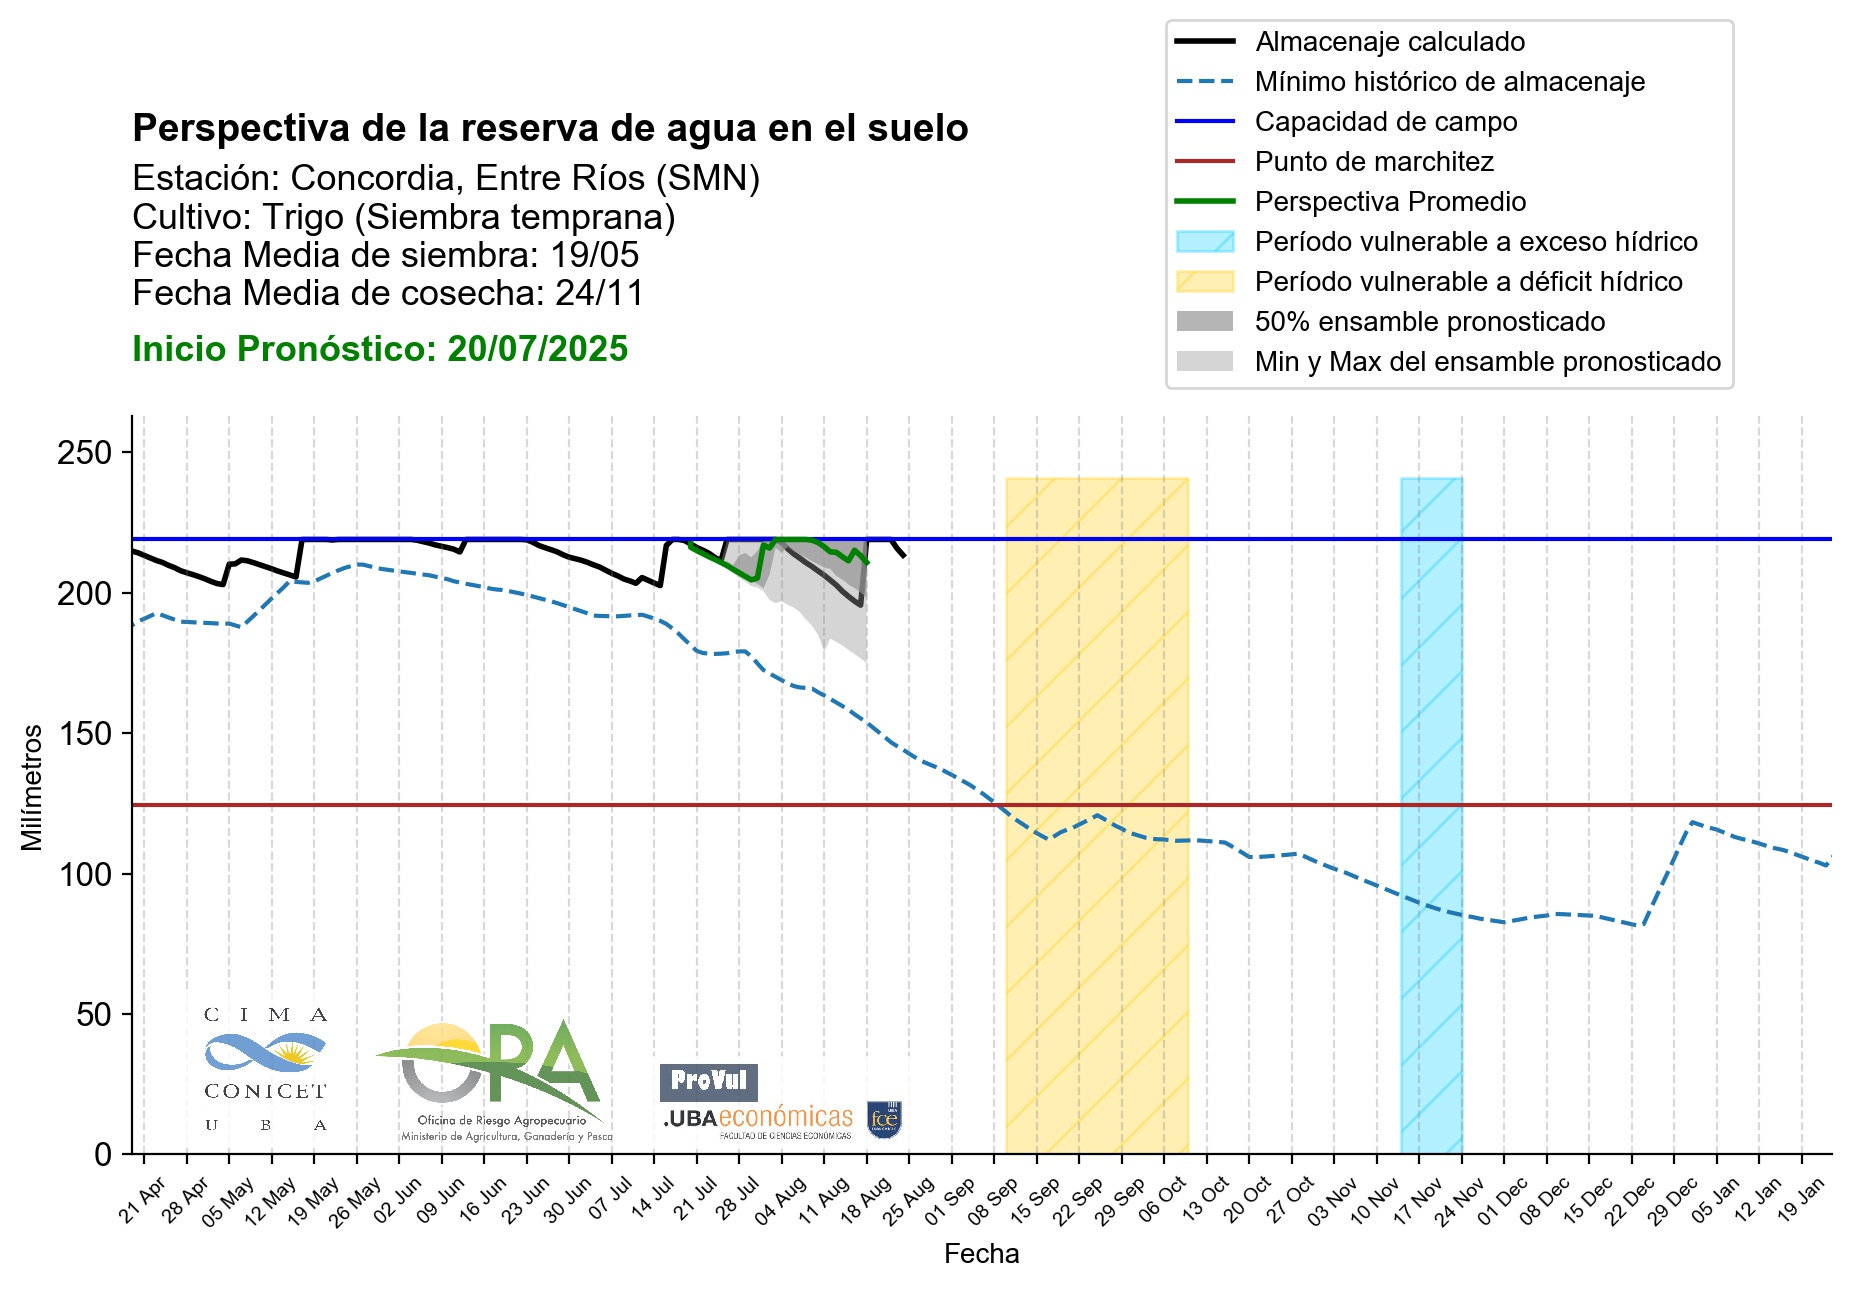 Almacenaje calculado
Mínimo histórico de almacenaje
Capacidad de campo
Punto de marchitez
Perspectiva Promedio
Período vulnerable a exceso hídrico
Período vulnerable a déficit hídrico
50% ensamble pronosticado
Min y Max del ensamble pronosticado
Perspectiva de la reserva de agua en el suelo
Estación: Concordia, Entre Ríos (SMN)
Cultivo: Trigo (Siembra temprana)
Fecha Media de siembra: 19/05
Fecha Media de cosecha: 24/11
Inicio Pronóstico: 20/07/2025
Milímetros
250
200
150
100
50
0
CIMA
CONICET
UBA
ORA
Oficina de Riesgo Agropecuario
Ministerio de Agricultura, Ganadería y Pesca
ProVul
.UBAeconómicas
FACULTAD DE CIENCIAS ECONÓMICAS
UBA
fce
21 Apr
28 Apr
05 May
12 May
19 May
26 May
02 Jun
09 Jun
16 Jun
23 Jun
30 Jun
07 Jul
14 Jul
21 Jul
28 Jul
04 Aug
11 Aug
18 Aug
25 Aug
01 Sep
08 Sep
15 Sep
22 Sep
29 Sep
06 Oct
13 Oct
20 Oct
27 Oct
03 Nov
10 Nov
17 Nov
24 Nov
01 Dec
08 Dec
15 Dec
22 Dec
29 Dec
05 Jan
12 Jan
19 Jan
Fecha